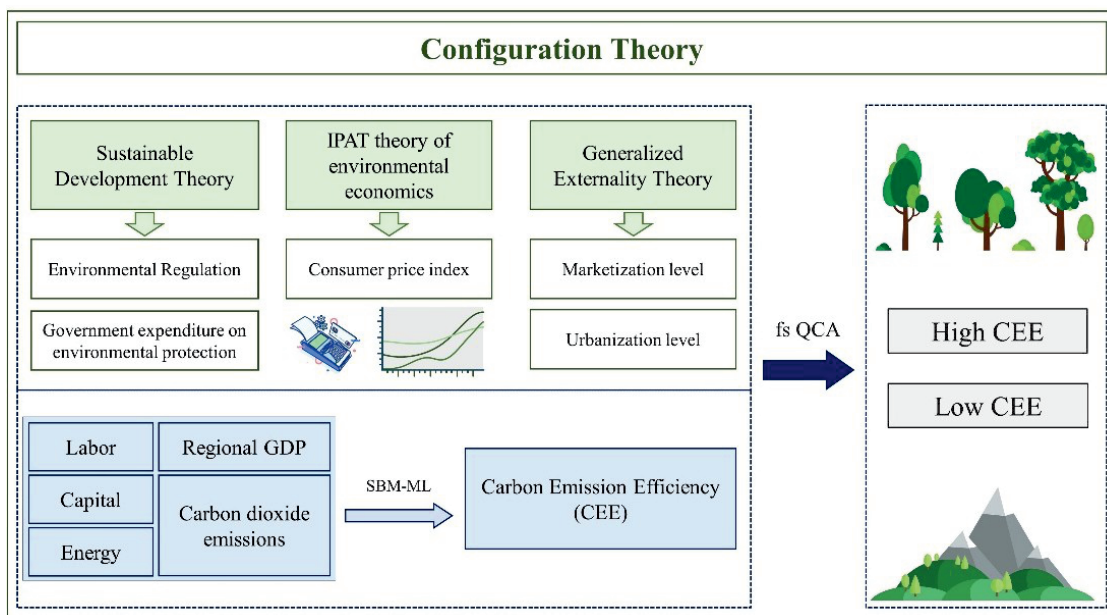 Configuration Theory
Sustainable
Development Theory
IPAT theory of
environmental
economics
Generalized
Externality Theory
Environmental Regulation
Consumer price index
Marketization level
Government expenditure on
environmental protection
Urbanization level
fs QCA
High CEE
Low CEE
Labor
Regional GDP
Capital
Carbon dioxide
emissions
Energy
SBM-ML
Carbon Emission Efficiency
(CEE)